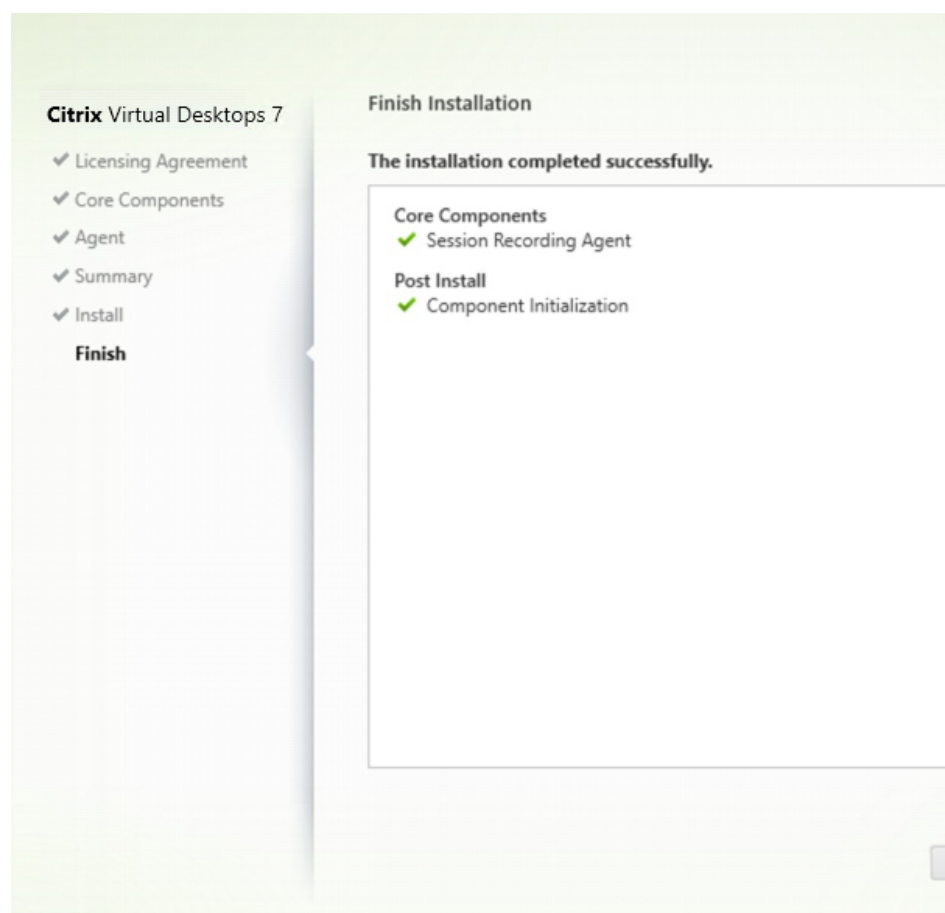 Citrix Virtual Desktops 7
Licensing Agreement
Core Components
Agent
Summary
Install
Finish
Finish Installation
The installation completed successfully.
Core Components
Session Recording Agent
Post Install
Component Initialization